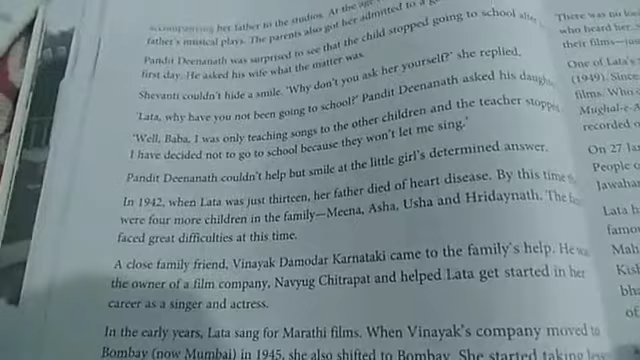 accompanying her father to the studios. At the age
father's musical plays. The parents also got her admitted to a
Pandit Deenanath was surprised to see that the child stopped going to school after
first day. He asked his wife what the matter was.
Shevanti couldn't hide a smile. 'Why don't you ask her yourself?' she replied.
'Lata, why have you not been going to school?' Pandit Deenanath asked his
'Well, Baba, I was only teaching songs to the other children and the teacher
I have decided not to go to school because they won't let me sing.'
Pandit Deenanath couldn't help but smile at the little girl's determined answer.
In 1942, when Lata was just thirteen, her father died of heart disease. By this time
were four more children in the family—Meena, Asha, Usha and Hridaynath. The
faced great difficulties at this time.
A close family friend, Vinayak Damodar Karnataki came to the family's help. He
the owner of a film company, Navyug Chitrapat and helped Lata get started in her
career as a singer and actress.
In the early years, Lata sang for Marathi films. When Vinayak's company moved to
Bombay (now Mumbai) in 1945, she also shifted to Bombay. She started taking
There was no
who heard her
their films—
One of Lata's
(1949). Since
films. Who
Mughal-e-
recorded
On 27
People
Jawaha
Lata
famou
Mah
Kis
bha
of